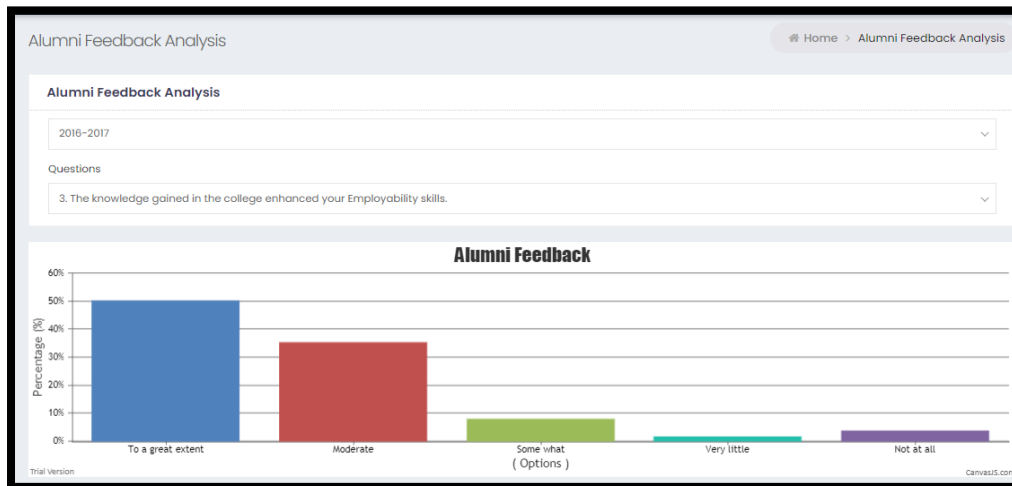 Alumni Feedback Analysis
Home > Alumni Feedback Analysis
Alumni Feedback Analysis
2016-2017
Questions
3. The knowledge gained in the college enhanced your Employability skills.
Alumni Feedback
60%
50%
40%
30%
20%
10%
0%
Percentage (%)
To a great extent Moderate Some what Very little Not at all
( Options )
Trial Version
CanvasJS.com